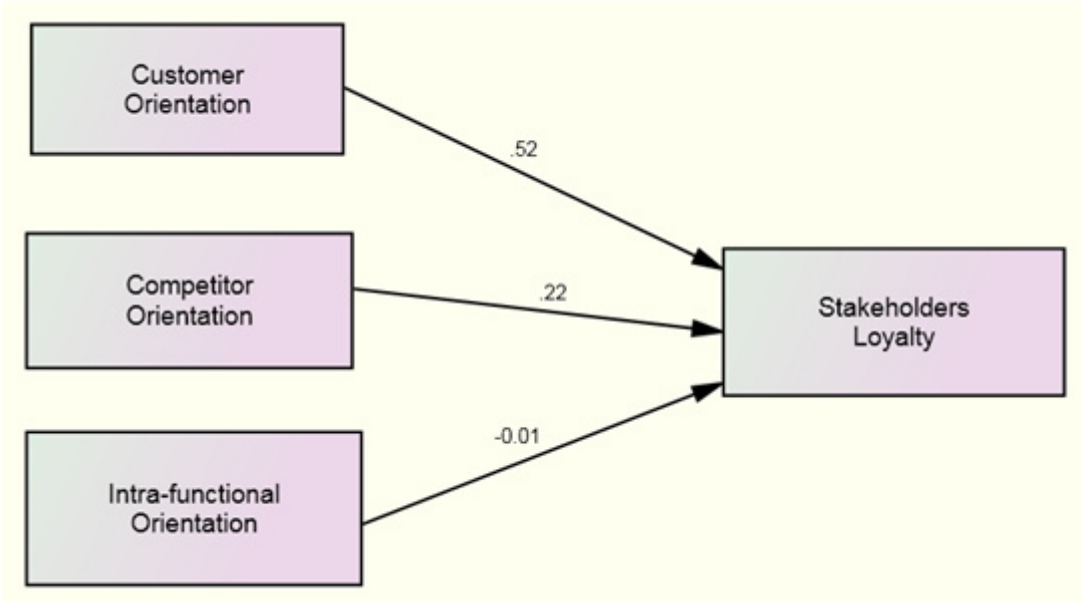 Customer
Orientation
.52
Competitor
Orientation
.22
Stakeholders
Loyalty
-0.01
Intra-functional
Orientation